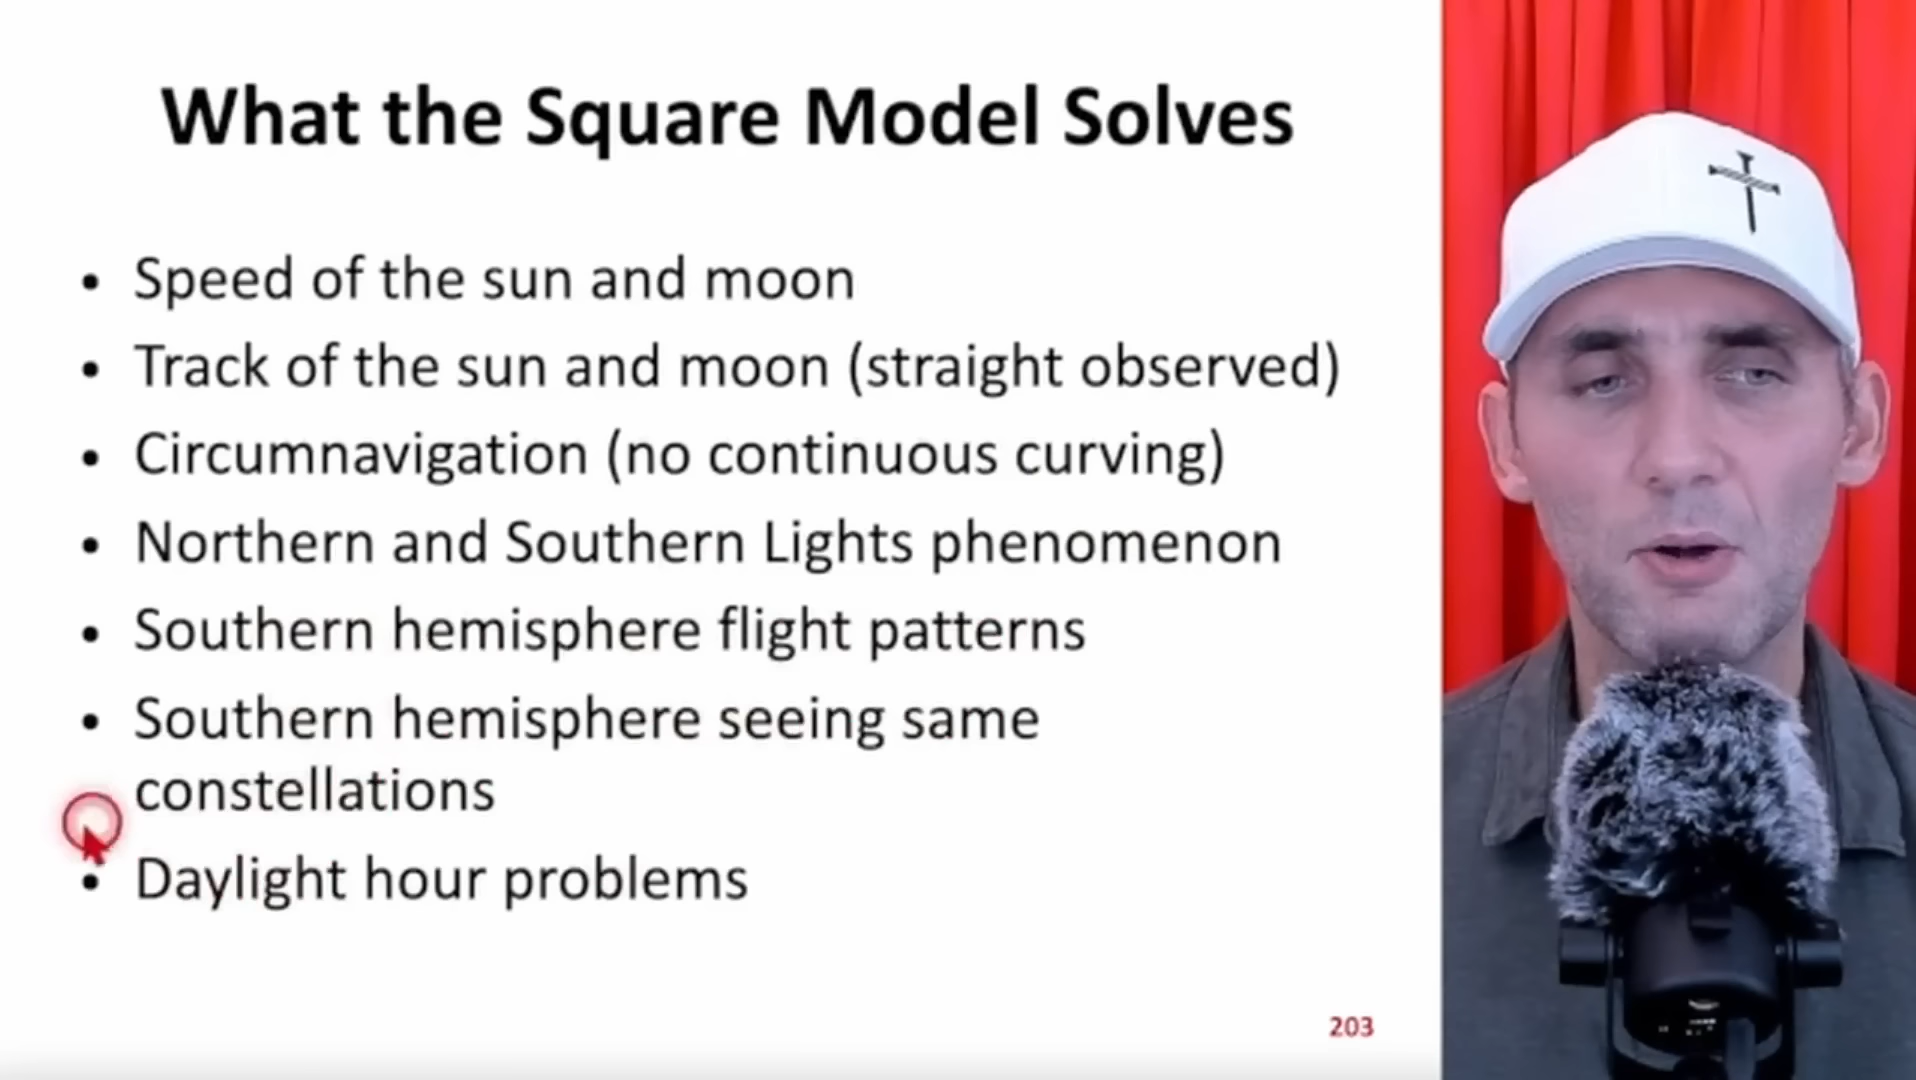 What the Square Model Solves
• Speed of the sun and moon
• Track of the sun and moon (straight observed)
• Circumnavigation (no continuous curving)
• Northern and Southern Lights phenomenon
• Southern hemisphere flight patterns
• Southern hemisphere seeing same
constellations
• Daylight hour problems
203